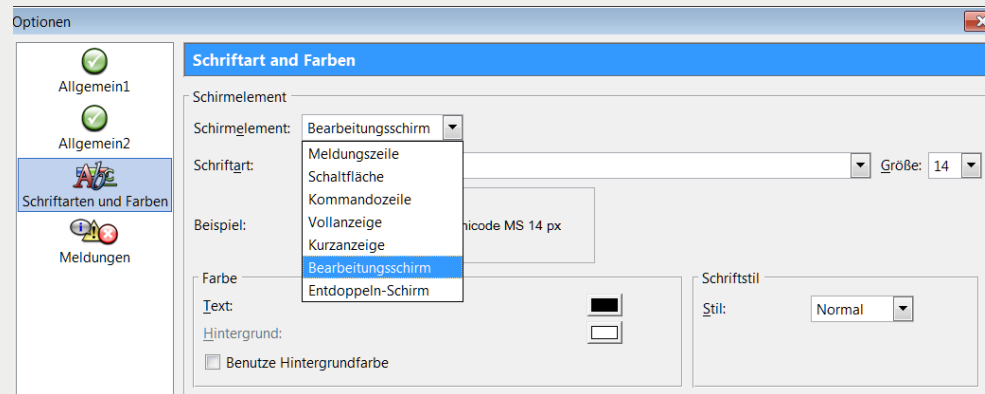 Optionen
Allgemein1
Allgemein2
Schriftarten und Farben
Meldungen
Schriftart and Farben
Schirmelement
Schirmelement: Bearbeitungsschirm
Meldungszeile
Schaltfläche
Kommandozeile
Vollanzeige
Kurzanzeige
Bearbeitungsschirm
Entdoppeln-Schirm
Schriftart: Größe: 14
Beispiel: nicode MS 14 px
Farbe
Text:
Hintergrund:
Benutze Hintergrundfarbe
Schriftstil
Stil: Normal